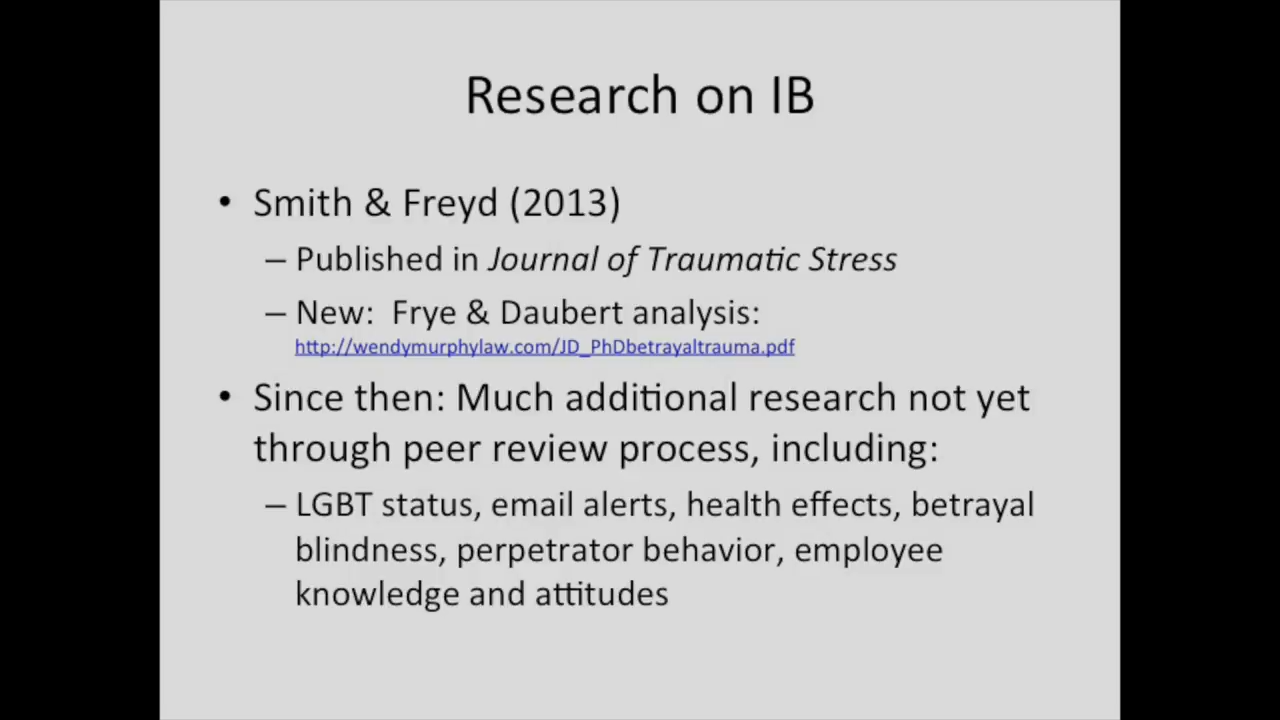 Research on IB
• Smith & Freyd (2013)
– Published in Journal of Traumatic Stress
– New:  Frye & Daubert analysis:
http://wendymurphylaw.com/JD_PhDbetrayaltrauma.pdf
• Since then: Much additional research not yet
through peer review process, including:
– LGBT status, email alerts, health effects, betrayal
blindness, perpetrator behavior, employee
knowledge and attitudes